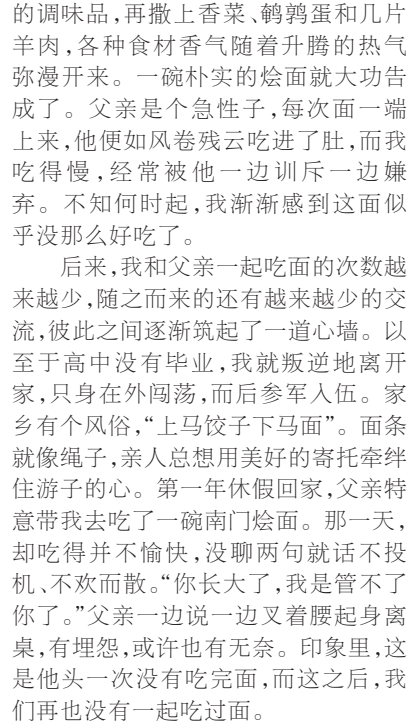 的调味品,再撒上香菜、鹌鹑蛋和几片
羊肉,各种食材香气随着升腾的热气
弥漫开来。一碗朴实的烩面就大功告
成了。父亲是个急性子,每次面一端
上来,他便如风卷残云吃进了肚,而我
吃得慢,经常被他一边训斥一边嫌
弃。不知何时起,我渐渐感到这面似
乎没那么好吃了。
后来,我和父亲一起吃面的次数越
来越少,随之而来的还有越来越少的交
流,彼此之间逐渐筑起了一道心墙。以
至于高中没有毕业,我就叛逆地离开
家,只身在外闯荡,而后参军入伍。家
乡有个风俗,“上马饺子下马面”。面条
就像绳子,亲人总想用美好的寄托牵绊
住游子的心。第一年休假回家,父亲特
意带我去吃了一碗南门烩面。那一天,
却吃得并不愉快,没聊两句就话不投
机、不欢而散。“你长大了,我是管不了
你了。”父亲一边说一边叉着腰起身离
桌,有埋怨,或许也有无奈。印象里,这
是他头一次没有吃完面,而这之后,我
们再也没有一起吃过面。